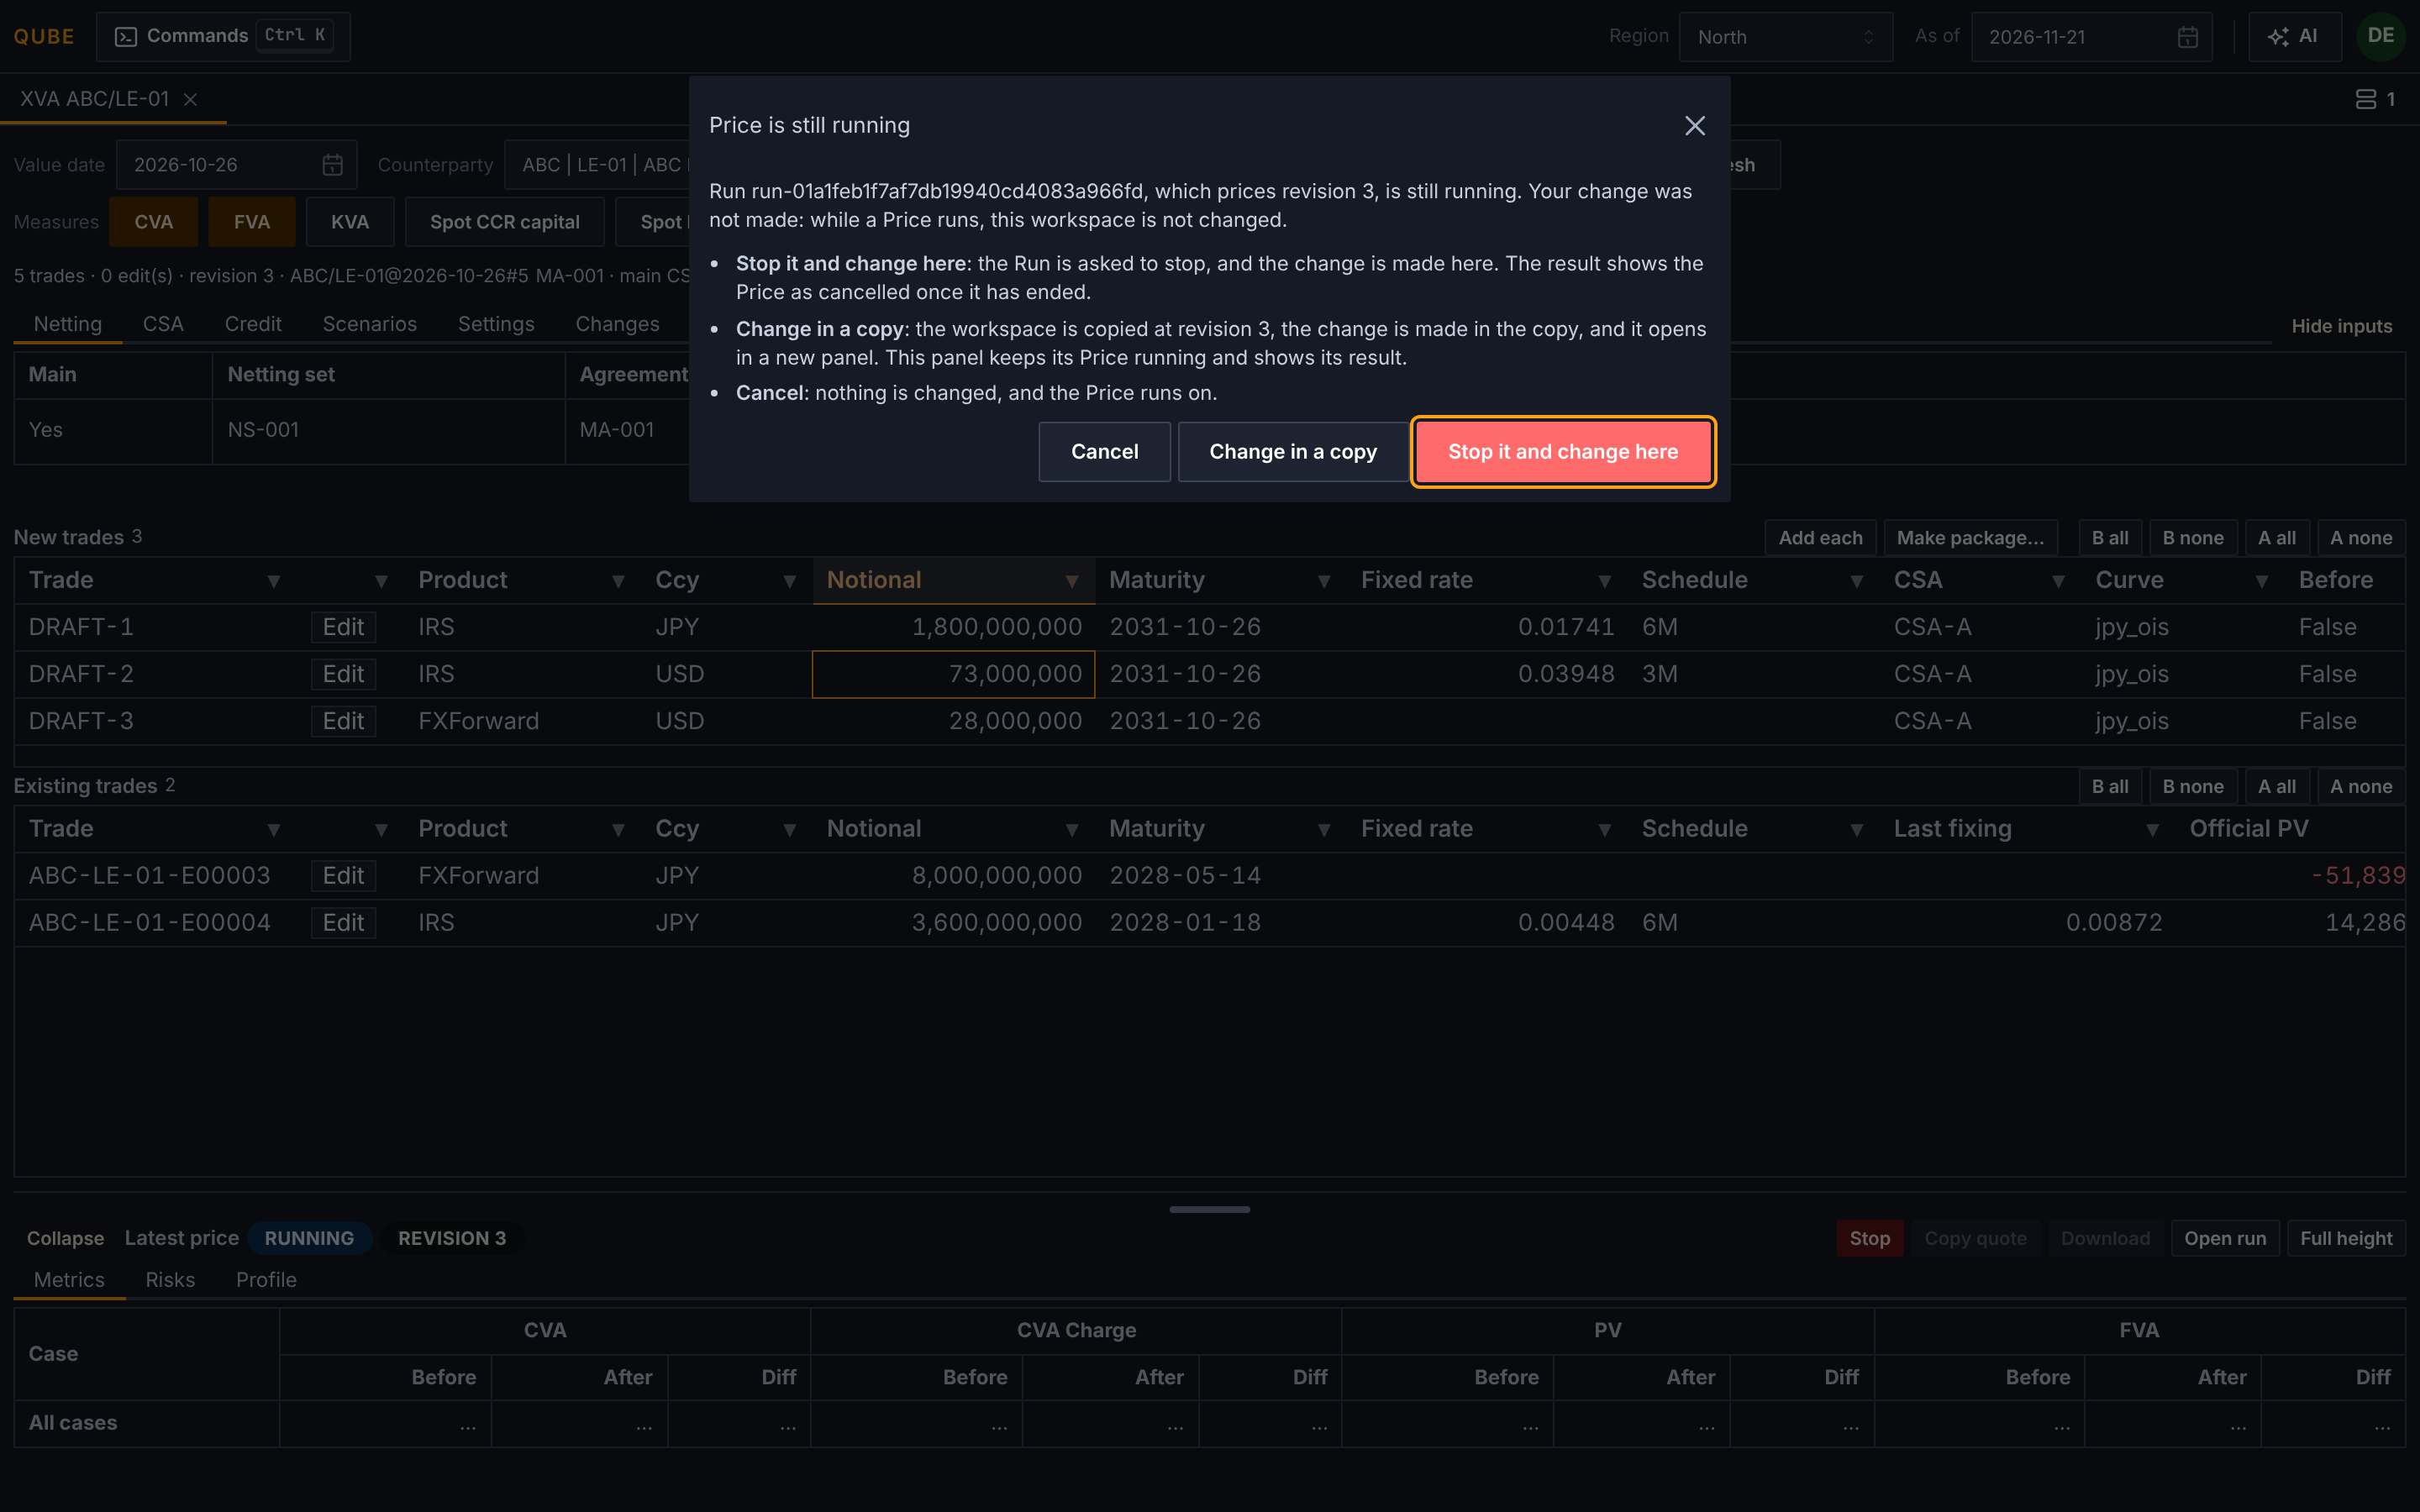 QUBE Commands Ctrl K Region North As of 2026-11-21 AI DE
XVA ABC/LE-01 1
Price is still running
Value date 2026-10-26 Counterparty ABC | LE-01 | ABC
Run run-01a1feb1f7af7db19940cd4083a966fd, which prices revision 3, is still running. Your change was
not made: while a Price runs, this workspace is not changed.
Measures CVA FVA KVA Spot CCR capital Spot
Stop it and change here: the Run is asked to stop, and the change is made here. The result shows the
Price as cancelled once it has ended.
5 trades · 0 edit(s) · revision 3 · ABC/LE-01@2026-10-26#5 MA-001 · main
Change in a copy: the workspace is copied at revision 3, the change is made in the copy, and it opens
in a new panel. This panel keeps its Price running and shows its result.
Netting CSA Credit Scenarios Settings Changes Hide inputs
Cancel: nothing is changed, and the Price runs on.
Main Netting set Agreement
Yes NS-001 MA-001
Cancel Change in a copy Stop it and change here
New trades 3 Add each Make package... B all B none A all A none
Trade Product Ccy Notional Maturity Fixed rate Schedule CSA Curve Before
DRAFT-1 Edit IRS JPY 1,800,000,000 2031-10-26 0.01741 6M CSA-A jpy_ois False
DRAFT-2 Edit IRS USD 73,000,000 2031-10-26 0.03948 3M CSA-A jpy_ois False
DRAFT-3 Edit FXForward USD 28,000,000 2031-10-26 CSA-A jpy_ois False
Existing trades 2 B all B none A all A none
Trade Product Ccy Notional Maturity Fixed rate Schedule Last fixing Official PV
ABC-LE-01-E00003 Edit FXForward JPY 8,000,000,000 2028-05-14 -51,839
ABC-LE-01-E00004 Edit IRS JPY 3,600,000,000 2028-01-18 0.00448 6M 0.00872 14,286
Collapse Latest price RUNNING REVISION 3 Stop Copy quote Download Open run Full height
Metrics Risks Profile
Case CVA CVA Charge PV FVA
Before After Diff Before After Diff Before After Diff Before After Diff
All cases ... ... ... ... ... ... ... ... ... ... ... ...